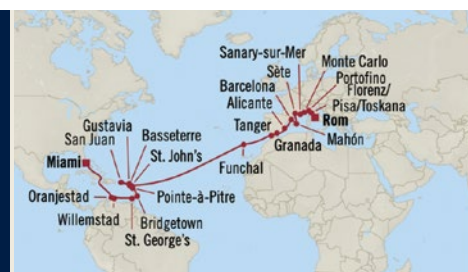 Sanary-sur-Mer
Sète
Barcelona
Alicante
Tanger
Granada
Monte Carlo
Portofino
Florenz/
Pisa/Toskana
Rom
Mahón
Funchal
Gustavia
San Juan
Miami
Basseterre
St. John's
Pointe-à-Pitre
Oranjestad
Willemstad
Bridgetown
St. George's